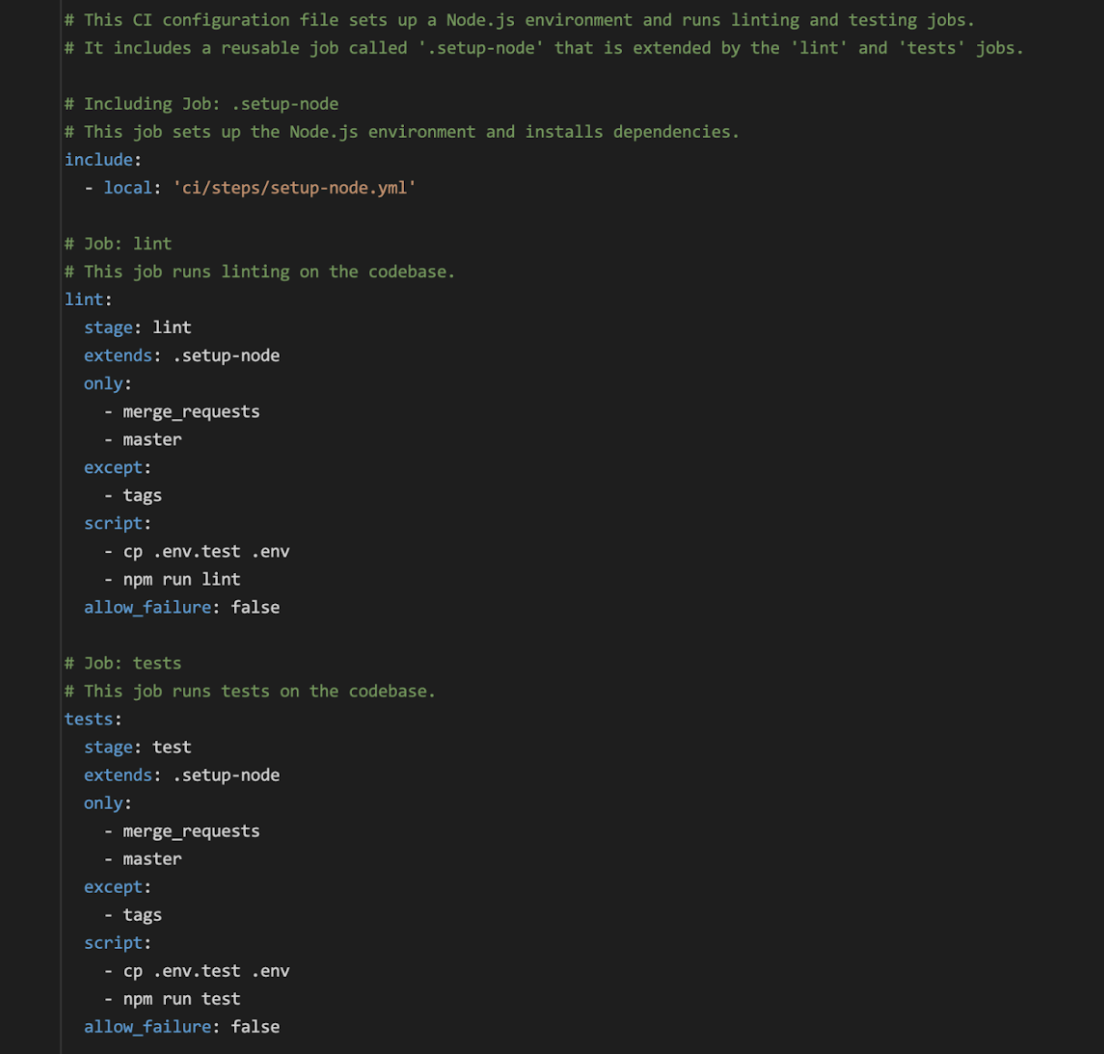 # This CI configuration file sets up a Node.js environment and runs linting and testing jobs.
# It includes a reusable job called '.setup-node' that is extended by the 'lint' and 'tests' jobs.

# Including Job: .setup-node
# This job sets up the Node.js environment and installs dependencies.
include:
  - local: 'ci/steps/setup-node.yml'

# Job: lint
# This job runs linting on the codebase.
lint:
  stage: lint
  extends: .setup-node
  only:
    - merge_requests
    - master
  except:
    - tags
  script:
    - cp .env.test .env
    - npm run lint
  allow_failure: false

# Job: tests
# This job runs tests on the codebase.
tests:
  stage: test
  extends: .setup-node
  only:
    - merge_requests
    - master
  except:
    - tags
  script:
    - cp .env.test .env
    - npm run test
  allow_failure: false